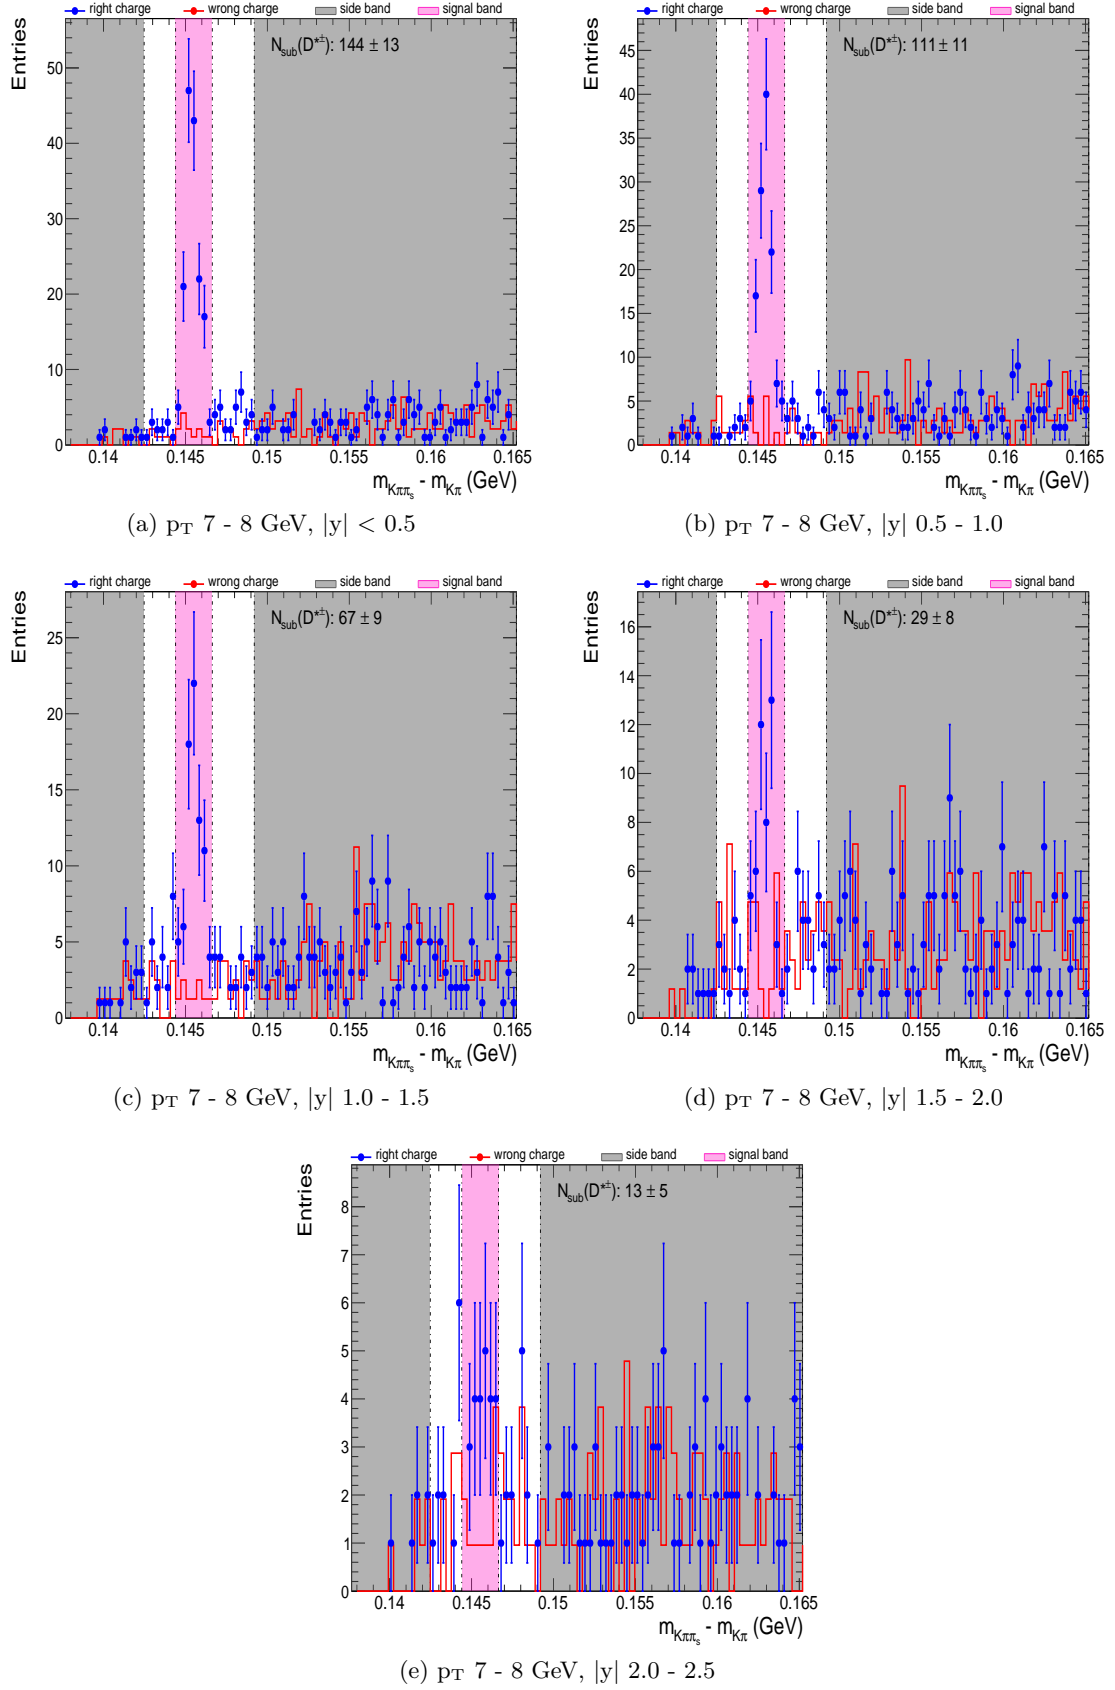 right charge wrong charge side band signal band
Entries
N_sub(D*±): 144 ± 13
50
40
30
20
10
0
0.14 0.145 0.15 0.155 0.16 0.165
m_Kππ_s - m_Kπ (GeV)
(a) p_T 7 - 8 GeV, |y| < 0.5
right charge wrong charge side band signal band
Entries
N_sub(D*±): 111 ± 11
45
40
35
30
25
20
15
10
5
0
0.14 0.145 0.15 0.155 0.16 0.165
m_Kππ_s - m_Kπ (GeV)
(b) p_T 7 - 8 GeV, |y| 0.5 - 1.0
right charge wrong charge side band signal band
Entries
N_sub(D*±): 67 ± 9
25
20
15
10
5
0
0.14 0.145 0.15 0.155 0.16 0.165
m_Kππ_s - m_Kπ (GeV)
(c) p_T 7 - 8 GeV, |y| 1.0 - 1.5
right charge wrong charge side band signal band
Entries
N_sub(D*±): 29 ± 8
16
14
12
10
8
6
4
2
0
0.14 0.145 0.15 0.155 0.16 0.165
m_Kππ_s - m_Kπ (GeV)
(d) p_T 7 - 8 GeV, |y| 1.5 - 2.0
right charge wrong charge side band signal band
Entries
N_sub(D*±): 13 ± 5
8
7
6
5
4
3
2
1
0
0.14 0.145 0.15 0.155 0.16 0.165
m_Kππ_s - m_Kπ (GeV)
(e) p_T 7 - 8 GeV, |y| 2.0 - 2.5